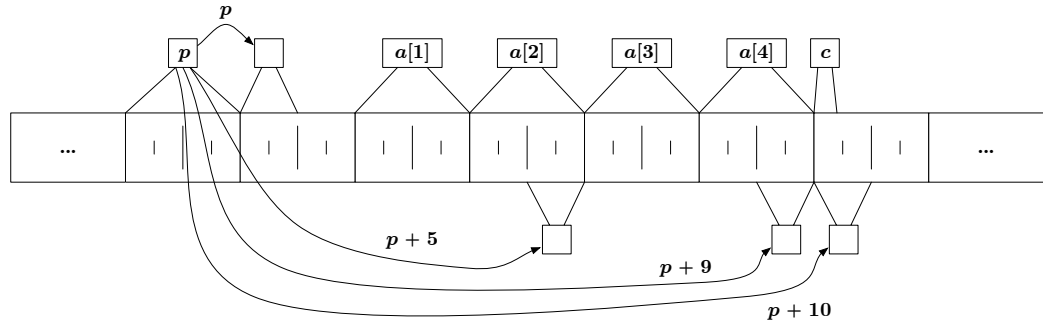 p
p
a[1]
a[2]
a[3]
a[4]
c
...
...
p + 5
p + 9
p + 10